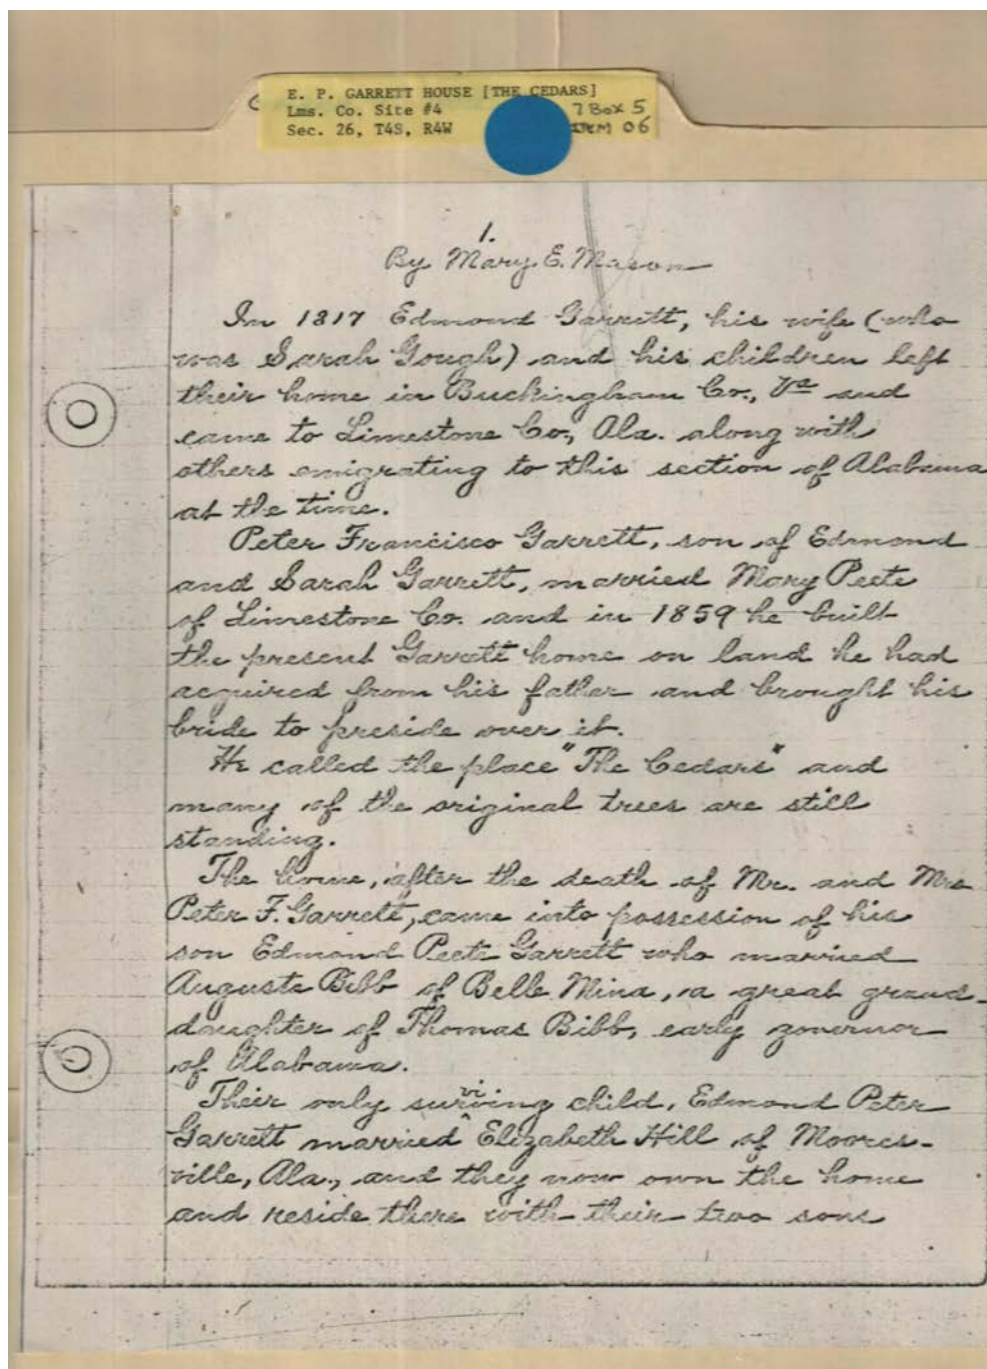 E. P. GARRETT HOUSE [THE CEDARS]
Lms. Co. Site #4 7 Box 5
Sec. 26, T4S, R4W ITEM 06
1.
By Mary E. Mason
In 1817 Edmond Garrett, his wife (who
was Sarah Gough) and his children left
their home in Buckingham Co., Va and
came to Limestone Co., Ala. along with
others emigrating to this section of Alabama
at the time.
Peter Francisco Garrett, son of Edmond
and Sarah Garrett, married Mary Peete
of Limestone Co. and in 1859 he built
the present Garrett home on land he had
acquired from his father and brought his
bride to preside over it.
He called the place "The Cedars" and
many of the original trees are still
standing.
The home, after the death of Mr. and Mrs
Peter F. Garrett, came into possession of his
son Edmond Peete Garrett who married
Augusta Bibb of Belle Mina, a great grand-
daughter of Thomas Bibb, early governor
of Alabama.
Their only surviving child, Edmond Peter
Garrett married Elizabeth Hill of Moores-
ville, Ala., and they now own the home
and reside there with their two sons